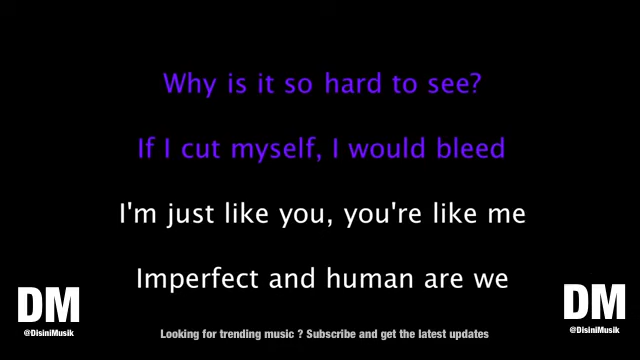 Why is it so hard to see?
If I cut myself, I would bleed
I'm just like you, you're like me
Imperfect and human are we
DM
@DisiniMusik
DM
@DisiniMusik
Looking for trending music ? Subscribe and get the latest updates